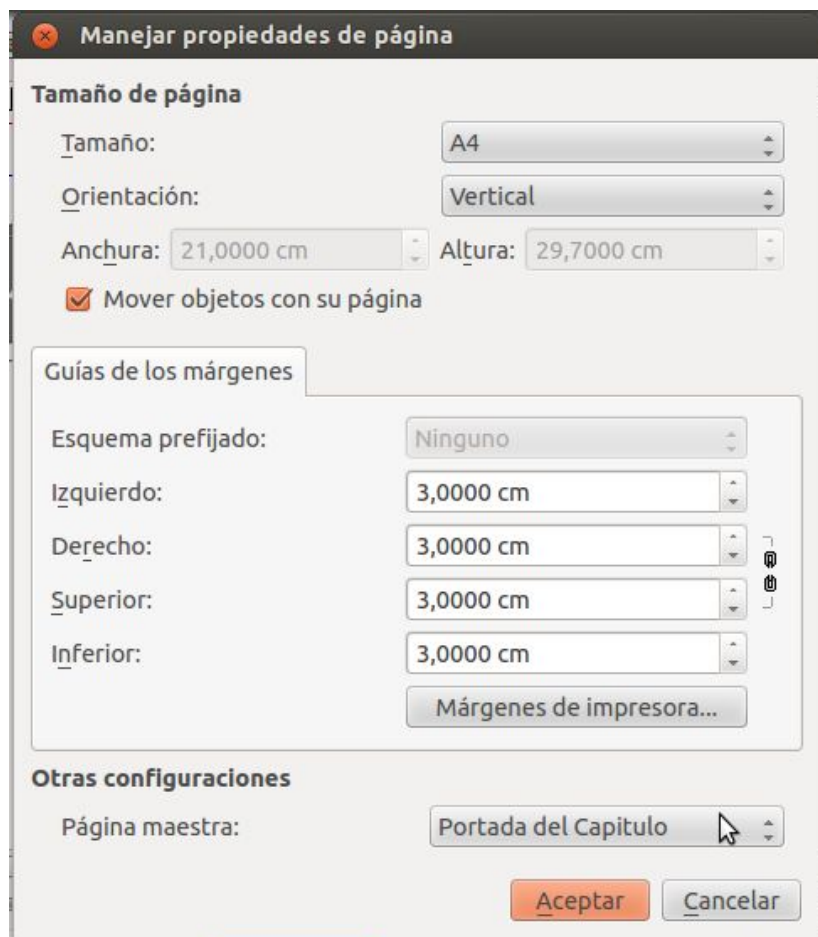 Manejar propiedades de página
Tamaño de página
Tamaño: A4
Orientación: Vertical
Anchura: 21,0000 cm Altura: 29,7000 cm
Mover objetos con su página
Guías de los márgenes
Esquema prefijado: Ninguno
Izquierdo: 3,0000 cm
Derecho: 3,0000 cm
Superior: 3,0000 cm
Inferior: 3,0000 cm
Márgenes de impresora...
Otras configuraciones
Página maestra: Portada del Capitulo
Aceptar Cancelar